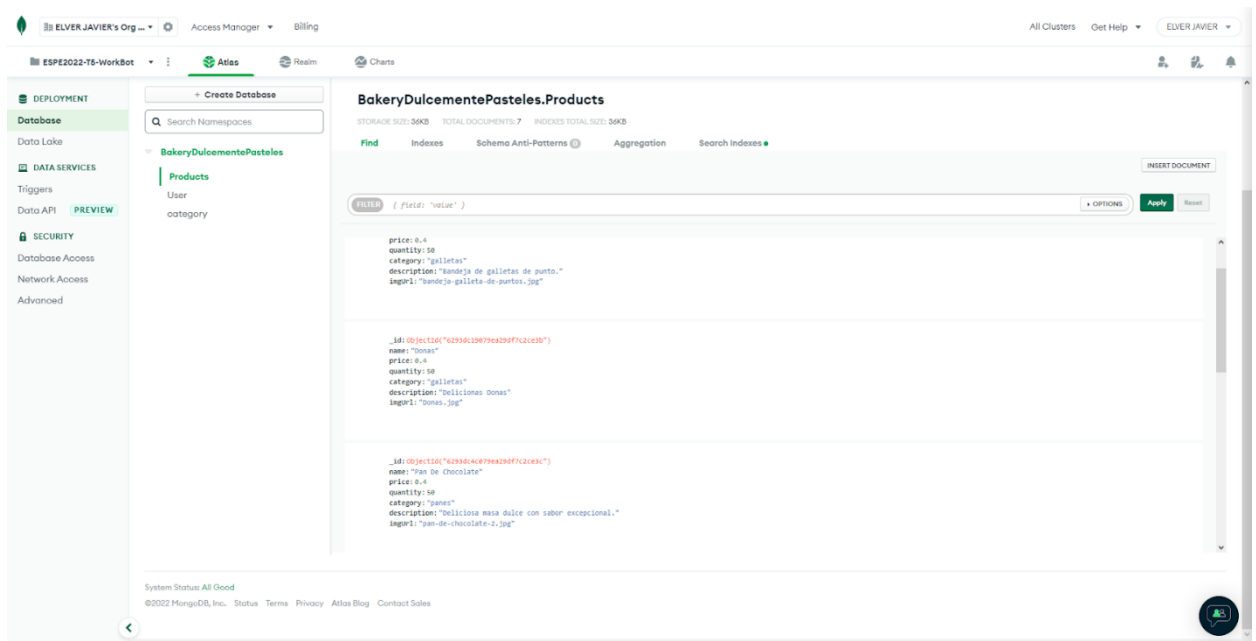 ELVER JAVIER's Org ... Access Manager Billing All Clusters Get Help ELVER JAVIER
ESPE2022-T6-WorkBot Atlas Realm Charts
DEPLOYMENT
Database
Data Lake
DATA SERVICES
Triggers
Data API PREVIEW
SECURITY
Database Access
Network Access
Advanced
+ Create Database
Search Namespaces
BakeryDulcementePasteles
Products
User
category
BakeryDulcementePasteles.Products
STORAGE SIZE: 36KB TOTAL DOCUMENTS: 7 INDEXES TOTAL SIZE: 36KB
Find Indexes Schema Anti-Patterns 0 Aggregation Search Indexes
INSERT DOCUMENT
FILTER { field: 'value' } OPTIONS Apply Reset
price: 0.4
quantity: 50
category: "galletas"
description: "Bandeja de galletas de punto."
imgUrl: "bandeja-galleta-de-puntos.jpg"
_id: ObjectId("6293dc15079ea29df7c2ce3b")
name: "Donas"
price: 0.4
quantity: 50
category: "galletas"
description: "Delicionas Donas"
imgUrl: "Donas.jpg"
_id: ObjectId("6293dc4c079ea29df7c2ce3c")
name: "Pan De Chocolate"
price: 0.4
quantity: 50
category: "panes"
description: "Deliciosa masa dulce con sabor excepcional."
imgUrl: "pan-de-chocolate-2.jpg"
System Status: All Good
©2022 MongoDB, Inc. Status Terms Privacy Atlas Blog Contact Sales